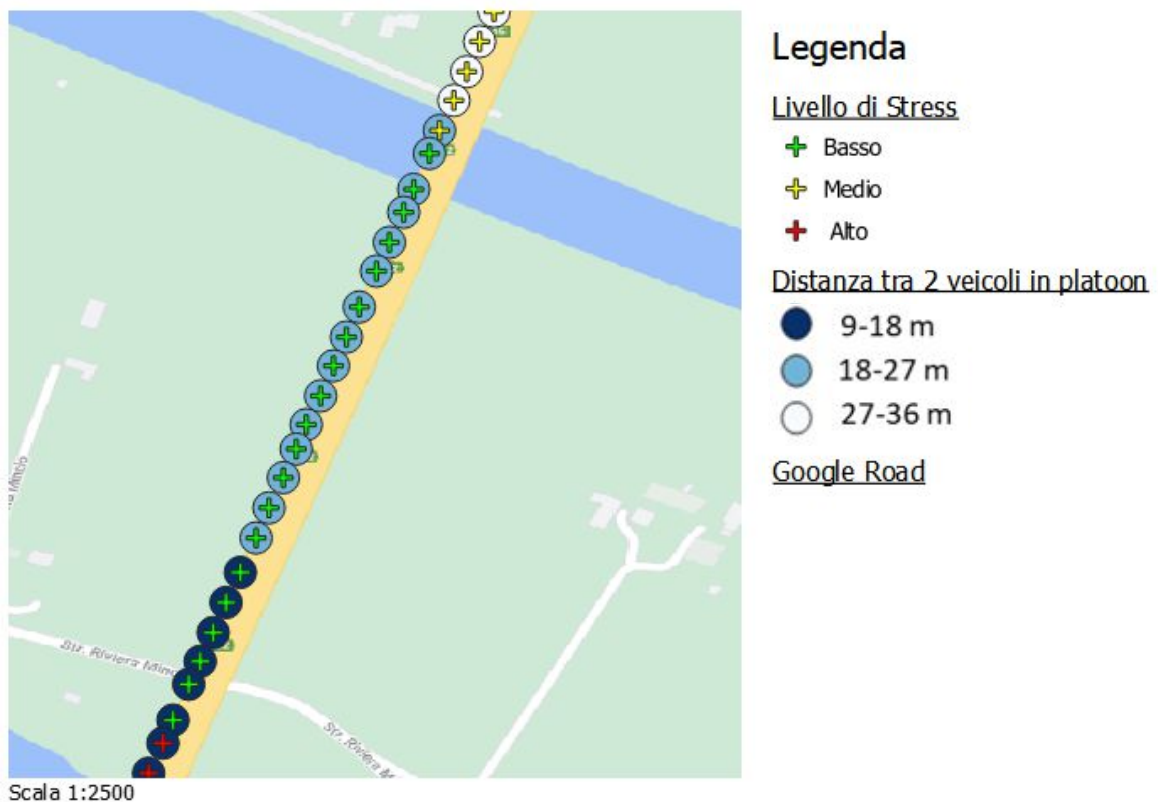 Legenda
Livello di Stress
Basso
Medio
Alto
Distanza tra 2 veicoli in platoon
9-18 m
18-27 m
27-36 m
Google Road
Mincio
Str. Riviera
Str. Riviera
Scala 1:2500